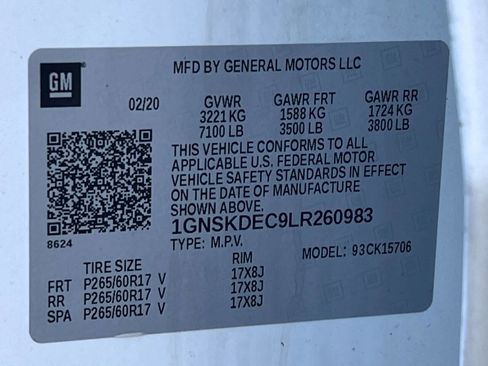 GM
MFD BY GENERAL MOTORS LLC
02/20 GVWR GAWR FRT GAWR RR
3221 KG 1588 KG 1724 KG
7100 LB 3500 LB 3800 LB
THIS VEHICLE CONFORMS TO ALL
APPLICABLE U.S. FEDERAL MOTOR
VEHICLE SAFETY STANDARDS IN EFFECT
ON THE DATE OF MANUFACTURE
SHOWN ABOVE.
8624
1GNSKDEC9LR260983
TYPE: M.P.V. MODEL: 93CK15706
TIRE SIZE RIM
FRT P265/60R17 V 17X8J
RR P265/60R17 V 17X8J
SPA P265/60R17 V 17X8J